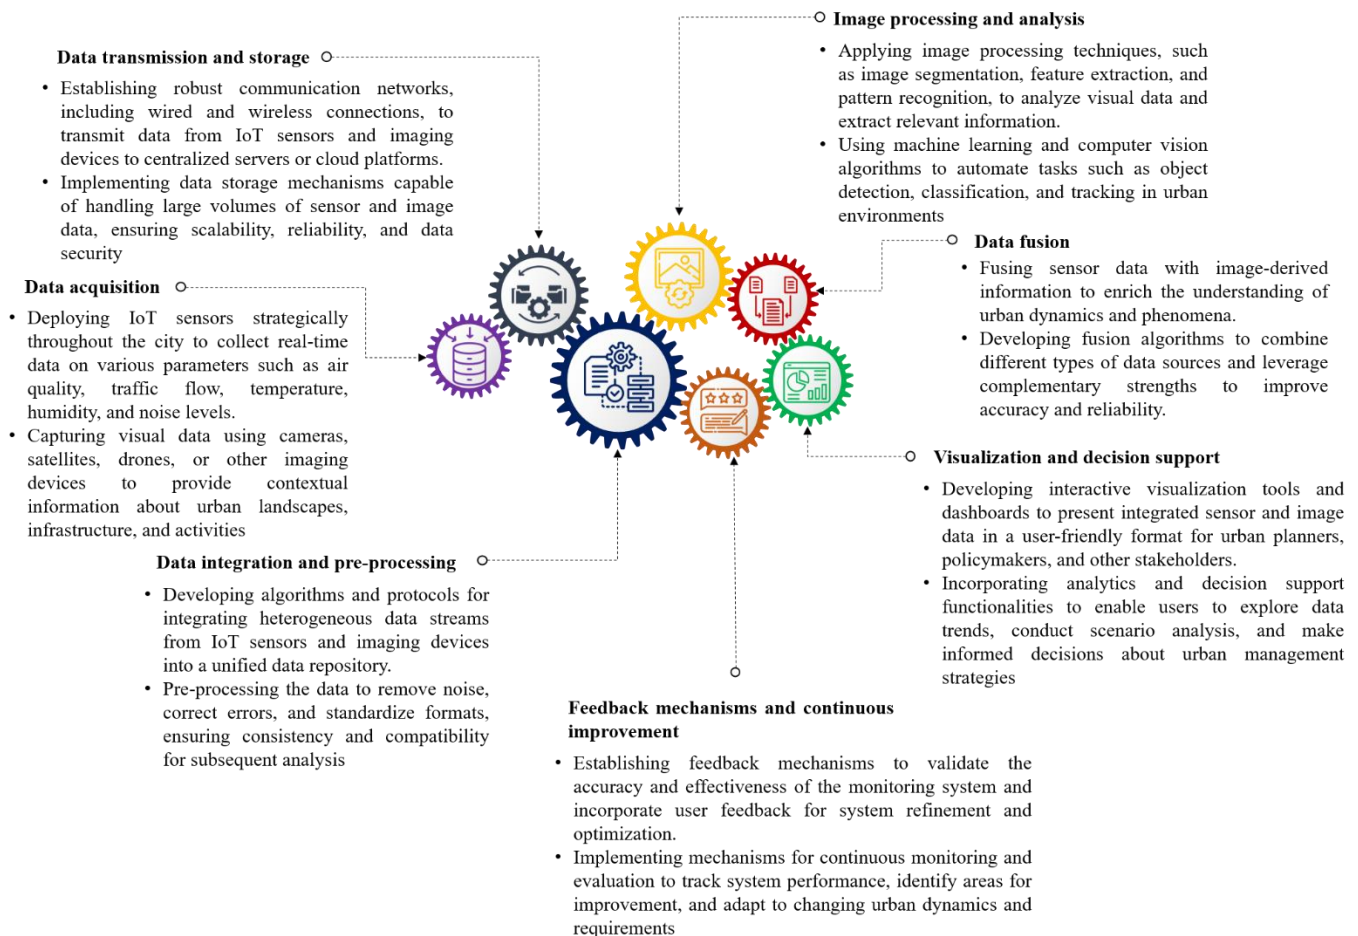 Data transmission and storage
• Establishing robust communication networks,
including wired and wireless connections, to
transmit data from IoT sensors and imaging
devices to centralized servers or cloud platforms.
• Implementing data storage mechanisms capable
of handling large volumes of sensor and image
data, ensuring scalability, reliability, and data
security
Data acquisition
• Deploying IoT sensors strategically
throughout the city to collect real-time
data on various parameters such as air
quality, traffic flow, temperature,
humidity, and noise levels.
• Capturing visual data using cameras,
satellites, drones, or other imaging
devices to provide contextual
information about urban landscapes,
infrastructure, and activities
Data integration and pre-processing
• Developing algorithms and protocols for
integrating heterogeneous data streams
from IoT sensors and imaging devices
into a unified data repository.
• Pre-processing the data to remove noise,
correct errors, and standardize formats,
ensuring consistency and compatibility
for subsequent analysis
Image processing and analysis
• Applying image processing techniques, such
as image segmentation, feature extraction, and
pattern recognition, to analyze visual data and
extract relevant information.
• Using machine learning and computer vision
algorithms to automate tasks such as object
detection, classification, and tracking in urban
environments
Data fusion
• Fusing sensor data with image-derived
information to enrich the understanding of
urban dynamics and phenomena.
• Developing fusion algorithms to combine
different types of data sources and leverage
complementary strengths to improve
accuracy and reliability.
Visualization and decision support
• Developing interactive visualization tools and
dashboards to present integrated sensor and image
data in a user-friendly format for urban planners,
policymakers, and other stakeholders.
• Incorporating analytics and decision support
functionalities to enable users to explore data
trends, conduct scenario analysis, and make
informed decisions about urban management
strategies
Feedback mechanisms and continuous
improvement
• Establishing feedback mechanisms to validate the
accuracy and effectiveness of the monitoring system and
incorporate user feedback for system refinement and
optimization.
• Implementing mechanisms for continuous monitoring and
evaluation to track system performance, identify areas for
improvement, and adapt to changing urban dynamics and
requirements